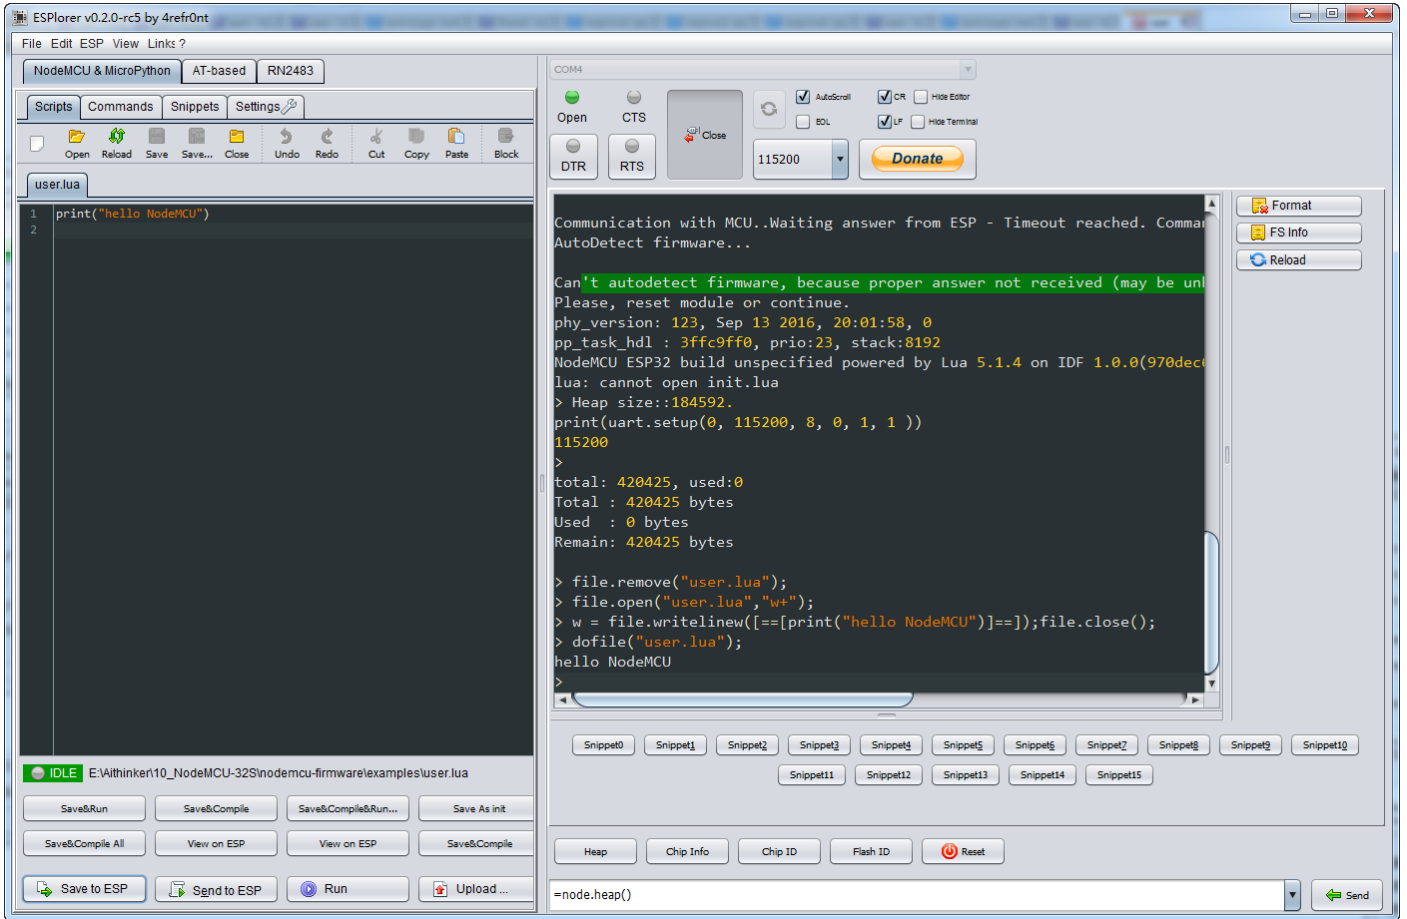 ESPlorer v0.2.0-rc5 by 4refr0nt
File Edit ESP View Links ?
NodeMCU & MicroPython AT-based RN2483
Scripts Commands Snippets Settings
Open Reload Save Save... Close Undo Redo Cut Copy Paste Block
user.lua
1 print("hello NodeMCU")
2
IDLE E:\Aithinker\10_NodeMCU-32S\nodemcu-firmware\examples\user.lua
Save&Run Save&Compile Save&Compile&Run... Save As init
Save&Compile All View on ESP View on ESP Save&Compile
Save to ESP Send to ESP Run Upload ...
COM4
Open CTS Close AutoScroll CR Hide Editor
EOL LF Hide Terminal
DTR RTS 115200 Donate
Communication with MCU..Waiting answer from ESP - Timeout reached. Comma
AutoDetect firmware...
Can't autodetect firmware, because proper answer not received (may be un
Please, reset module or continue.
phy_version: 123, Sep 13 2016, 20:01:58, 0
pp_task_hdl : 3ffc9ff0, prio:23, stack:8192
NodeMCU ESP32 build unspecified powered by Lua 5.1.4 on IDF 1.0.0(970dec
lua: cannot open init.lua
> Heap size::184592.
print(uart.setup(0, 115200, 8, 0, 1, 1 ))
115200
>
total: 420425, used:0
Total : 420425 bytes
Used  : 0 bytes
Remain: 420425 bytes
> file.remove("user.lua");
> file.open("user.lua","w+");
> w = file.writelinew([==[print("hello NodeMCU")]==]);file.close();
> dofile("user.lua");
hello NodeMCU
>
Format
FS Info
Reload
Snippet0 Snippet1 Snippet2 Snippet3 Snippet4 Snippet5 Snippet6 Snippet7 Snippet8 Snippet9 Snippet10
Snippet11 Snippet12 Snippet13 Snippet14 Snippet15
Heap Chip Info Chip ID Flash ID Reset
=node.heap() Send